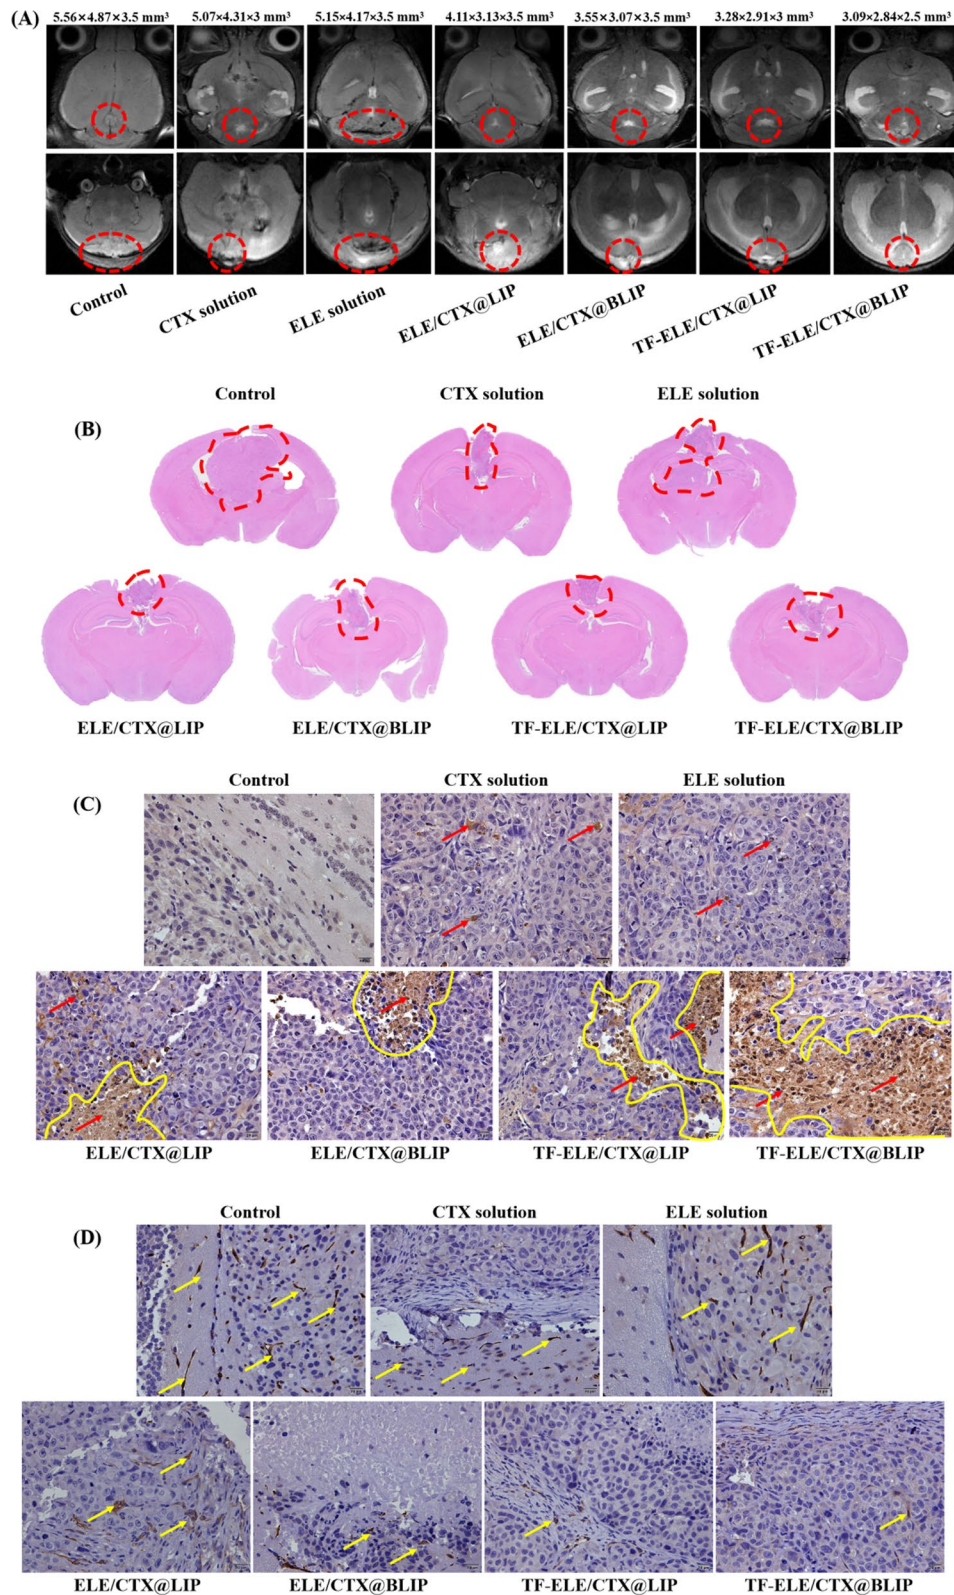 (A)
5.56×4.87×3.5 mm³ 5.07×4.31×3 mm³ 5.15×4.17×3.5 mm³ 4.11×3.13×3.5 mm³ 3.55×3.07×3.5 mm³ 3.28×2.91×3 mm³ 3.09×2.84×2.5 mm³
Control
CTX solution
ELE solution
ELE/CTX@LIP
ELE/CTX@BLIP
TF-ELE/CTX@LIP
TF-ELE/CTX@BLIP
(B)
Control CTX solution ELE solution
ELE/CTX@LIP ELE/CTX@BLIP TF-ELE/CTX@LIP TF-ELE/CTX@BLIP
(C)
Control CTX solution ELE solution
ELE/CTX@LIP ELE/CTX@BLIP TF-ELE/CTX@LIP TF-ELE/CTX@BLIP
(D)
Control CTX solution ELE solution
ELE/CTX@LIP ELE/CTX@BLIP TF-ELE/CTX@LIP TF-ELE/CTX@BLIP